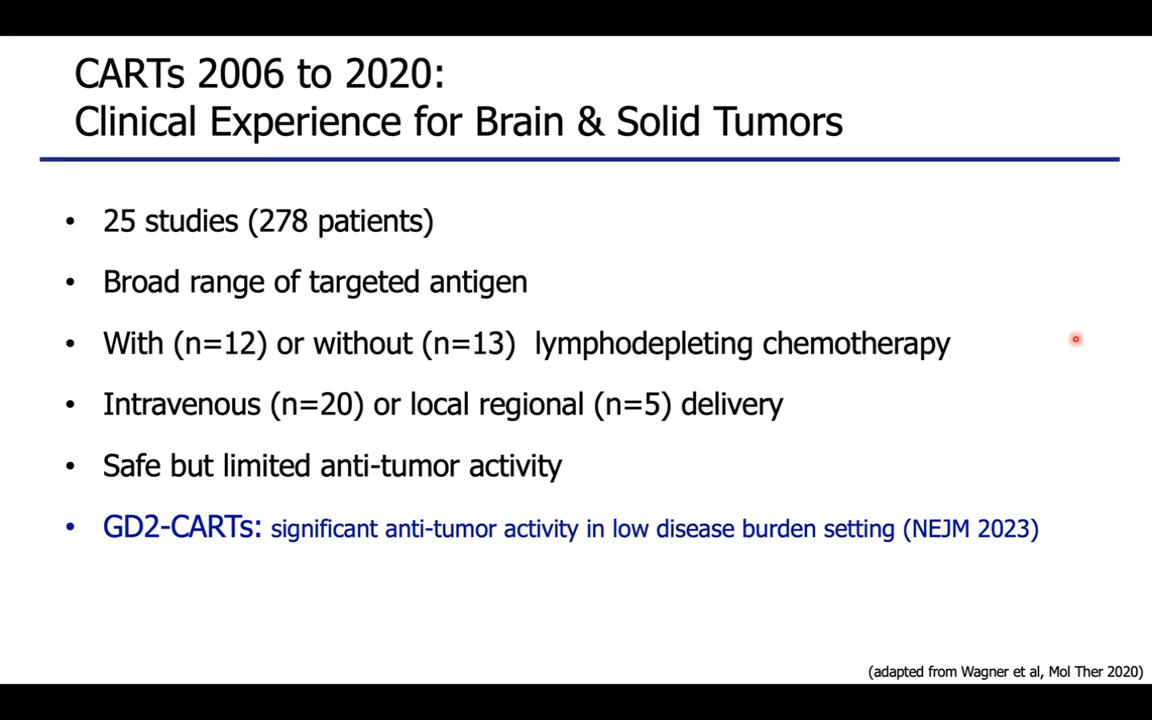 CARTs 2006 to 2020:
Clinical Experience for Brain & Solid Tumors
• 25 studies (278 patients)
• Broad range of targeted antigen
• With (n=12) or without (n=13) lymphodepleting chemotherapy
• Intravenous (n=20) or local regional (n=5) delivery
• Safe but limited anti-tumor activity
• GD2-CARTs: significant anti-tumor activity in low disease burden setting (NEJM 2023)
(adapted from Wagner et al, Mol Ther 2020)